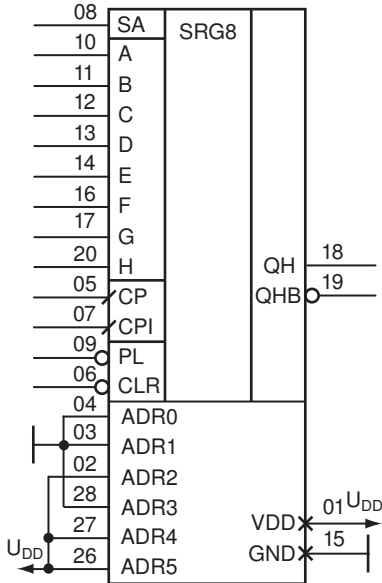 08 SA SRG8
10 A
11 B
12 C
13 D
14 E
16 F
17 G
20 H
QH 18
QHB 19
05 CP
07 CPI
09 PL
06 CLR
04 ADR0
03 ADR1
02 ADR2
28 ADR3
27 ADR4
VDD 01 UDD
GND 15
UDD 26 ADR5